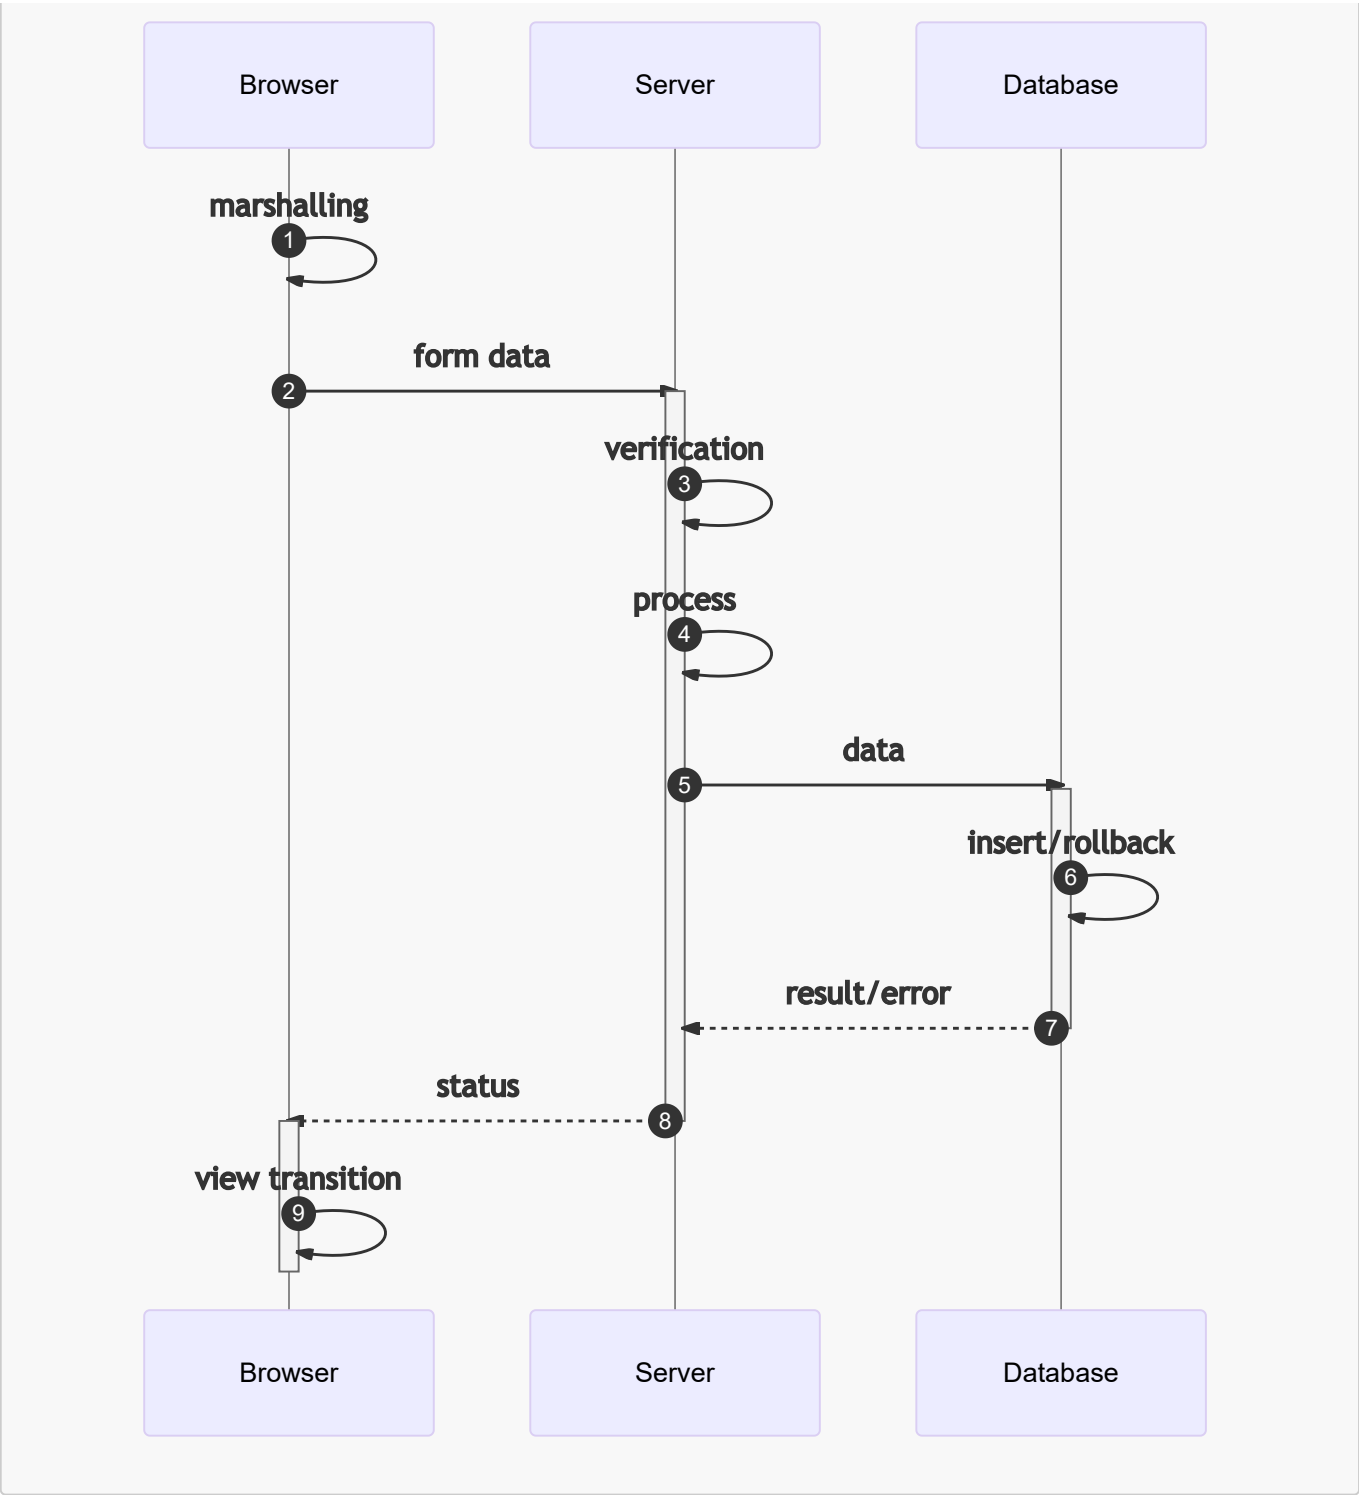 Browser
Server
Database
marshalling
1
form data
2
verification
3
process
4
data
5
insert/rollback
6
result/error
7
status
8
view transition
9
Browser
Server
Database